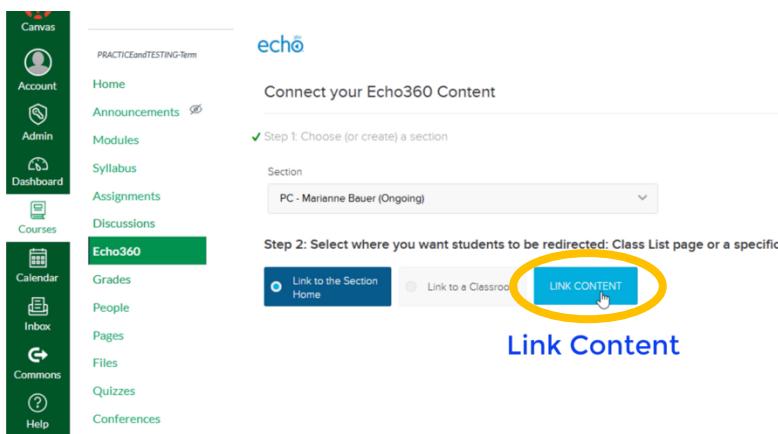 Canvas
Account
Admin
Dashboard
Courses
Calendar
Inbox
Commons
Help
PRACTICEandTESTING-Term
Home
Announcements
Modules
Syllabus
Assignments
Discussions
Echo360
Grades
People
Pages
Files
Quizzes
Conferences
echo
Connect your Echo360 Content
Step 1: Choose (or create) a section
Section
PC - Marianne Bauer (Ongoing)
Step 2: Select where you want students to be redirected: Class List page or a specific
Link to the Section
Home
Link to a Classroo
LINK CONTENT
Link Content